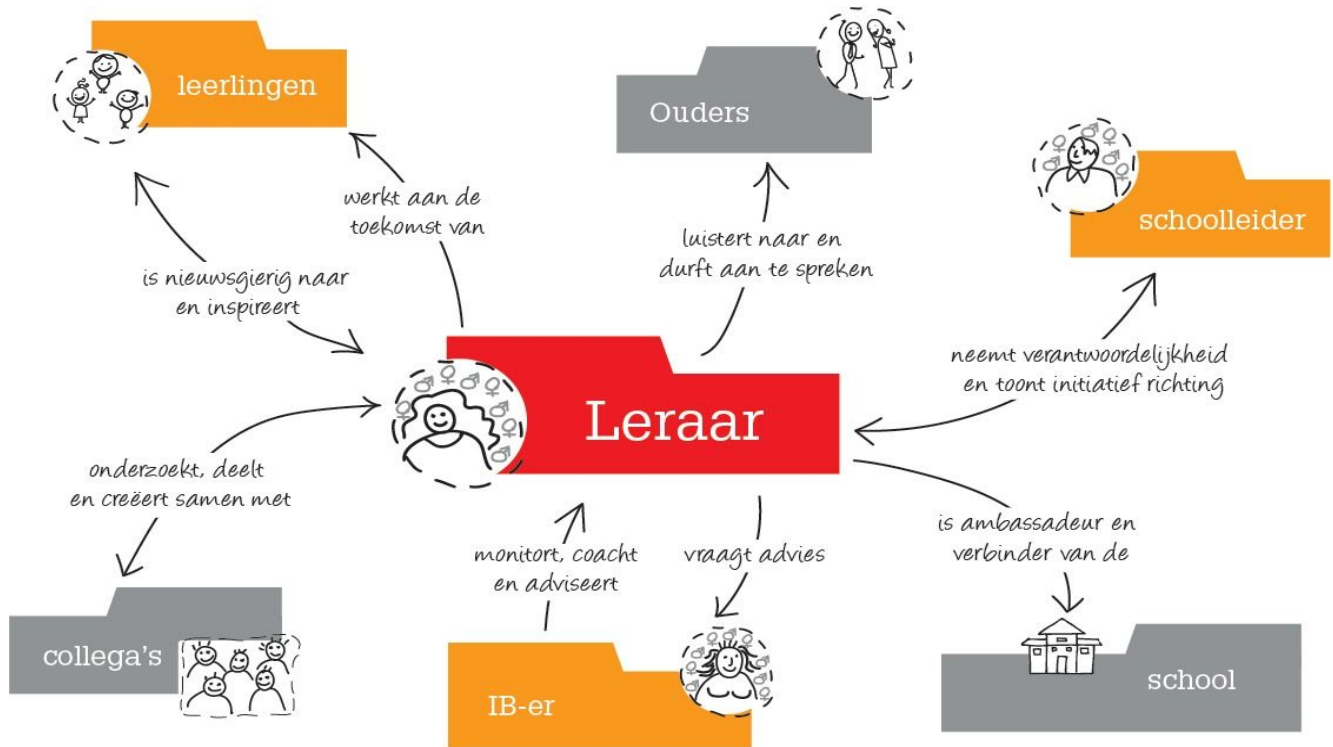 leerlingen
Ouders
schoolleider
werkt aan de
toekomst van
luistert naar en
durft aan te spreken
is nieuwsgierig naar
en inspireert
neemt verantwoordelijkheid
en toont initiatief richting
Leraar
onderzoekt, deelt
en creëert samen met
monitort, coacht
en adviseert
vraagt advies
is ambassadeur en
verbinder van de
collega's
IB-er
school